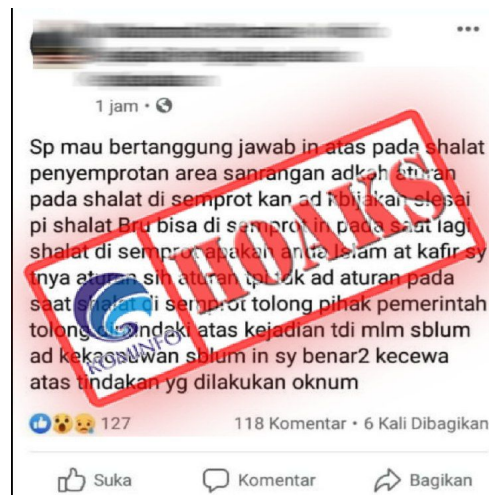 1 jam
Sp mau bertanggung jawab in atas pada shalat
penyemprotan area sanrangan adkah aturan
pada shalat di semprot kan ad kbijakan slesai
pi shalat Bru bisa di semprot in pada saat lagi
shalat di semprot apakah anda islam at kafir sy
tnya aturan sih aturan tpi tdk ad aturan pada
saat shalat di semprot tolong pihak pemerintah
tolong di tindaki atas kejadian tdi mlm sblum
ad kekacauwan sblum in sy benar2 kecewa
atas tindakan yg dilakukan oknum
HOAKS
KOMINFO
127
118 Komentar • 6 Kali Dibagikan
Suka
Komentar
Bagikan